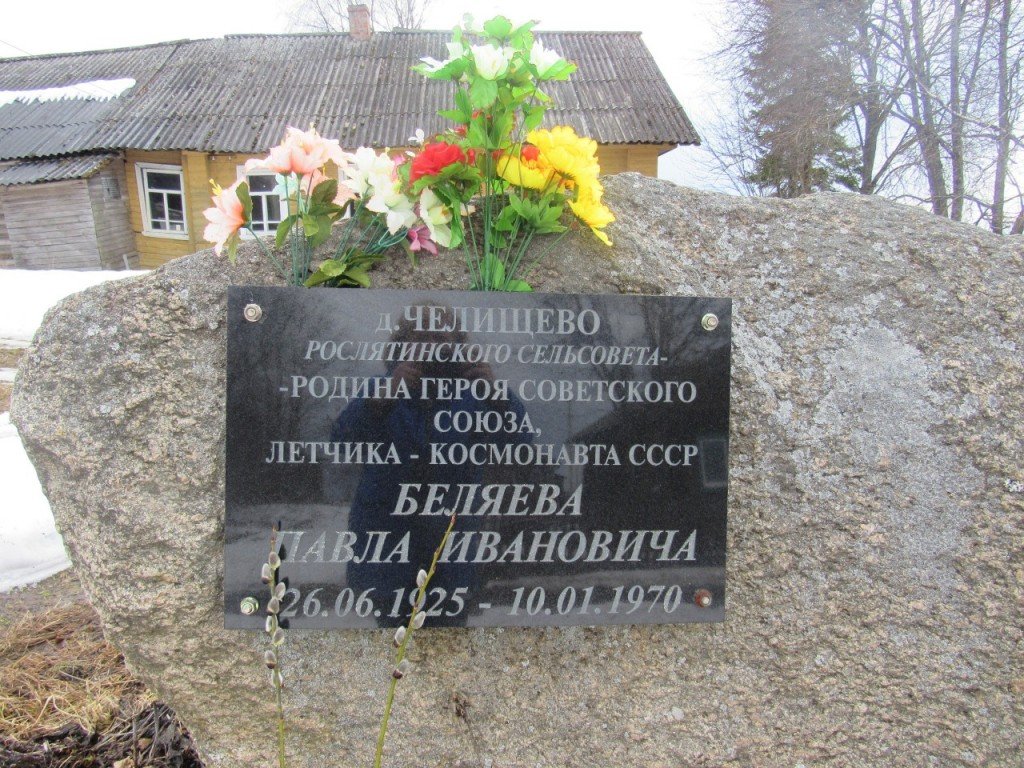 д. ЧЕЛИЩЕВО
РОСЛЯТИНСКОГО СЕЛЬСОВЕТА-
-РОДИНА ГЕРОЯ СОВЕТСКОГО
СОЮЗА,
ЛЕТЧИКА - КОСМОНАВТА СССР
БЕЛЯЕВА
ПАВЛА ИВАНОВИЧА
26.06.1925 - 10.01.1970